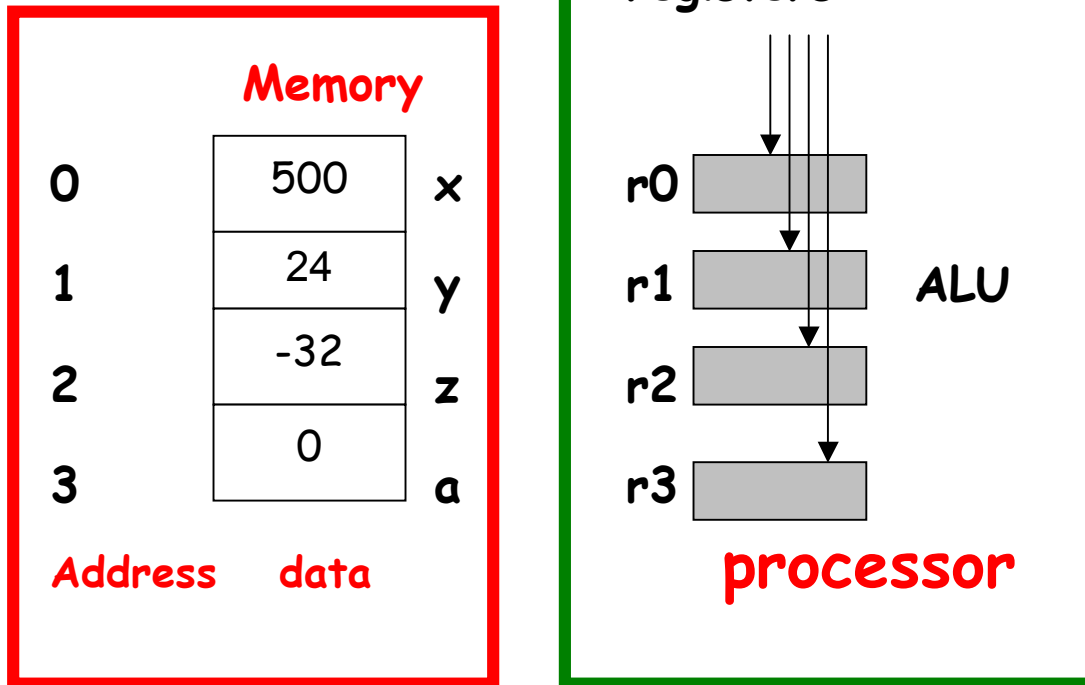 Memory
0 500 x
1 24 y
2 -32 z
3 0 a
Address data
r0
r1 ALU
r2
r3
processor